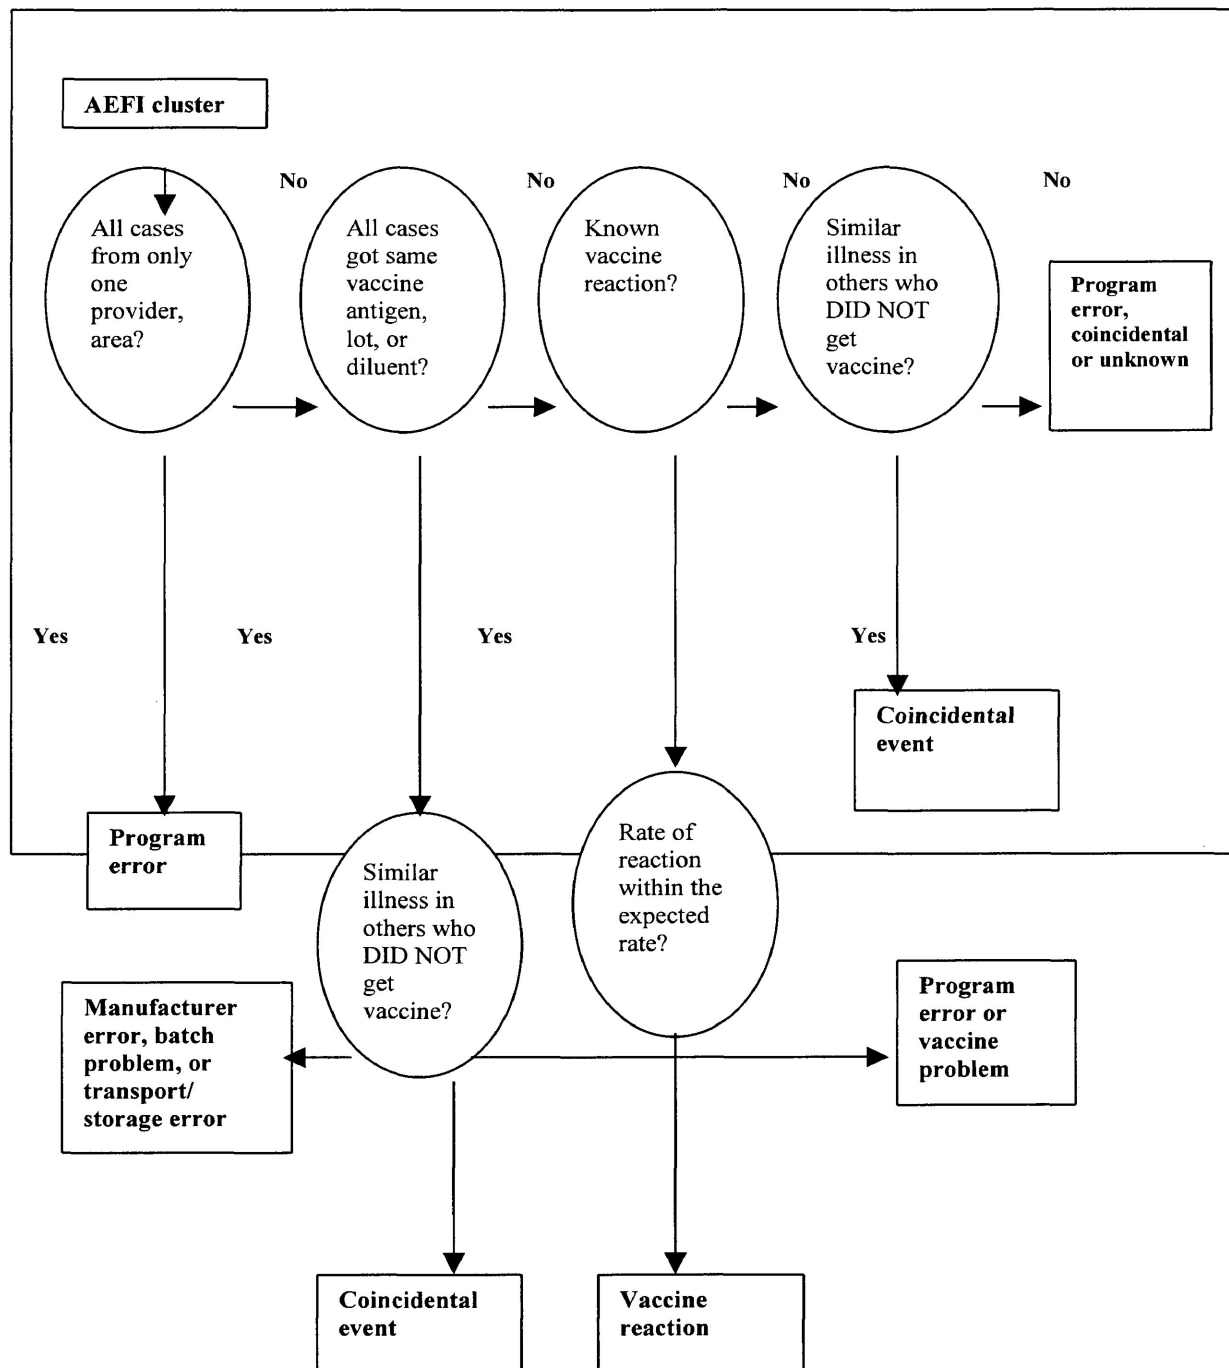 AEFI cluster
No
No
No
No
All cases
from only
one
provider,
area?
All cases
got same
vaccine
antigen,
lot, or
diluent?
Known
vaccine
reaction?
Similar
illness in
others who
DID NOT
get
vaccine?
Program
error,
coincidental
or unknown
Yes
Yes
Yes
Yes
Coincidental
event
Program
error
Similar
illness in
others who
DID NOT
get
vaccine?
Rate of
reaction
within the
expected
rate?
Manufacturer
error, batch
problem, or
transport/
storage error
Program
error or
vaccine
problem
Coincidental
event
Vaccine
reaction